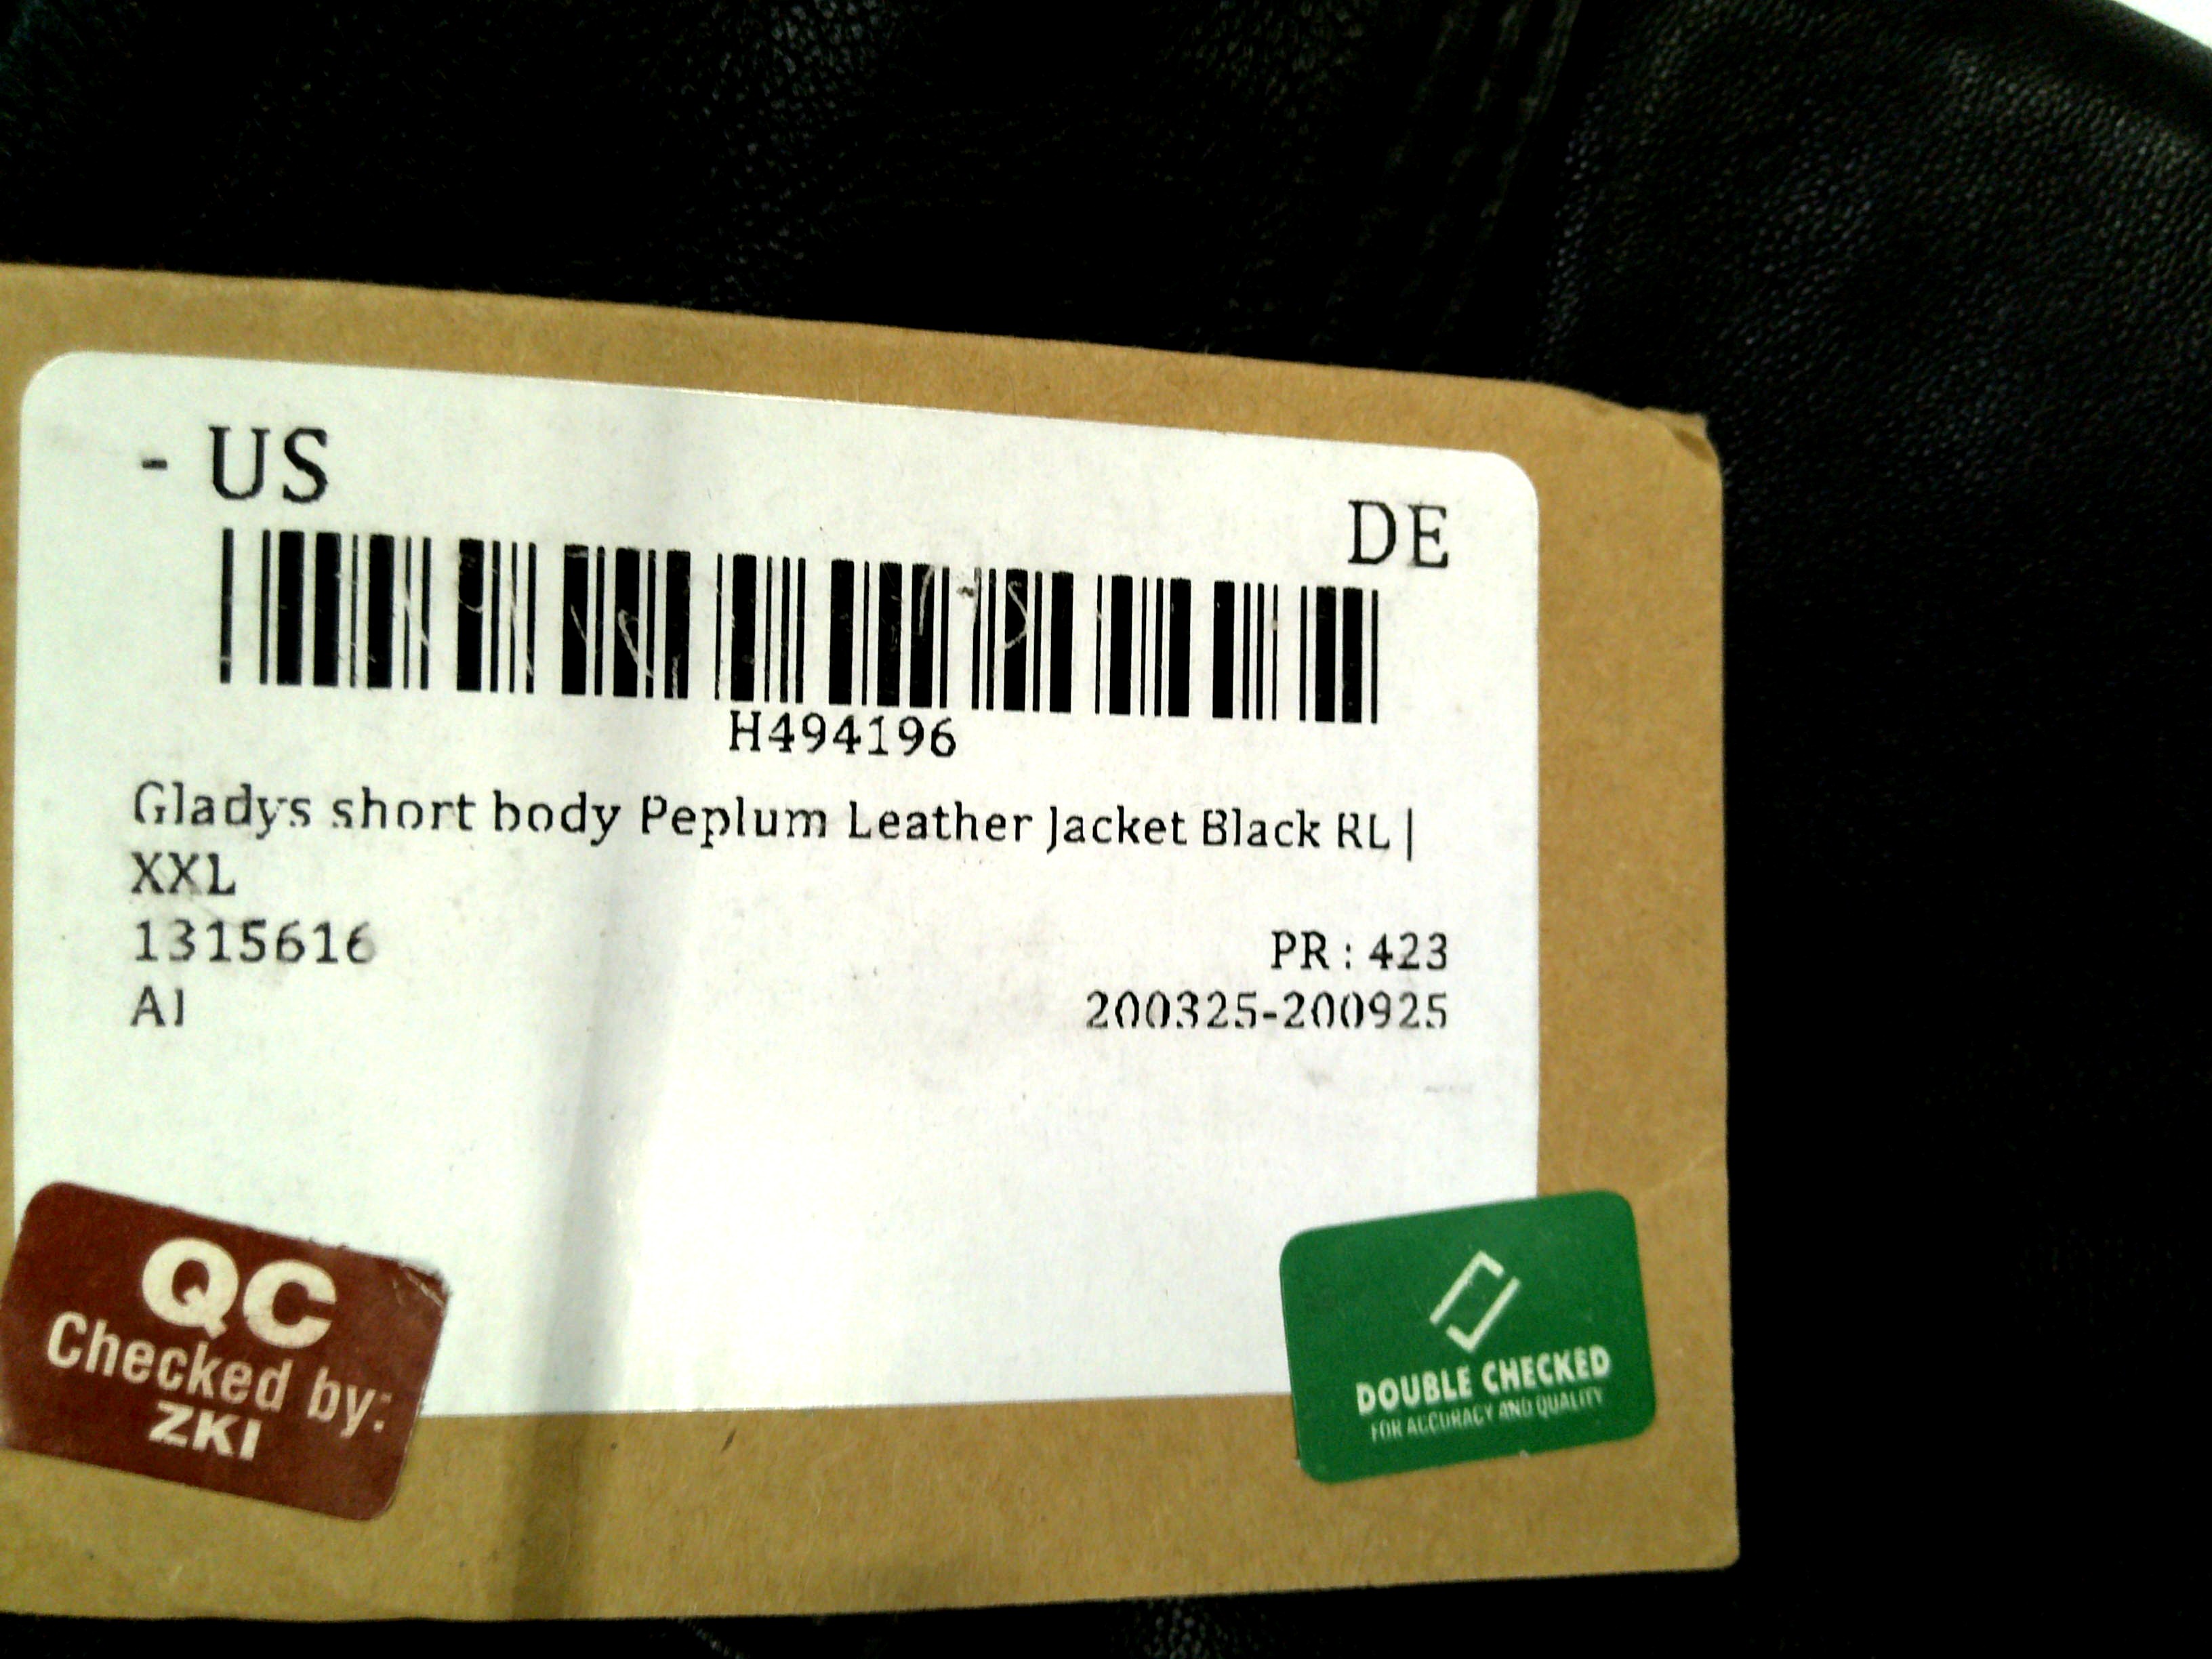 - US
DE
H494196
Gladys short body Peplum Leather Jacket Black RL |
XXL
1315616
PR : 423
AI
200325-200925
QC
Checked by:
ZKI
DOUBLE CHECKED
FOR ACCURACY AND QUALITY